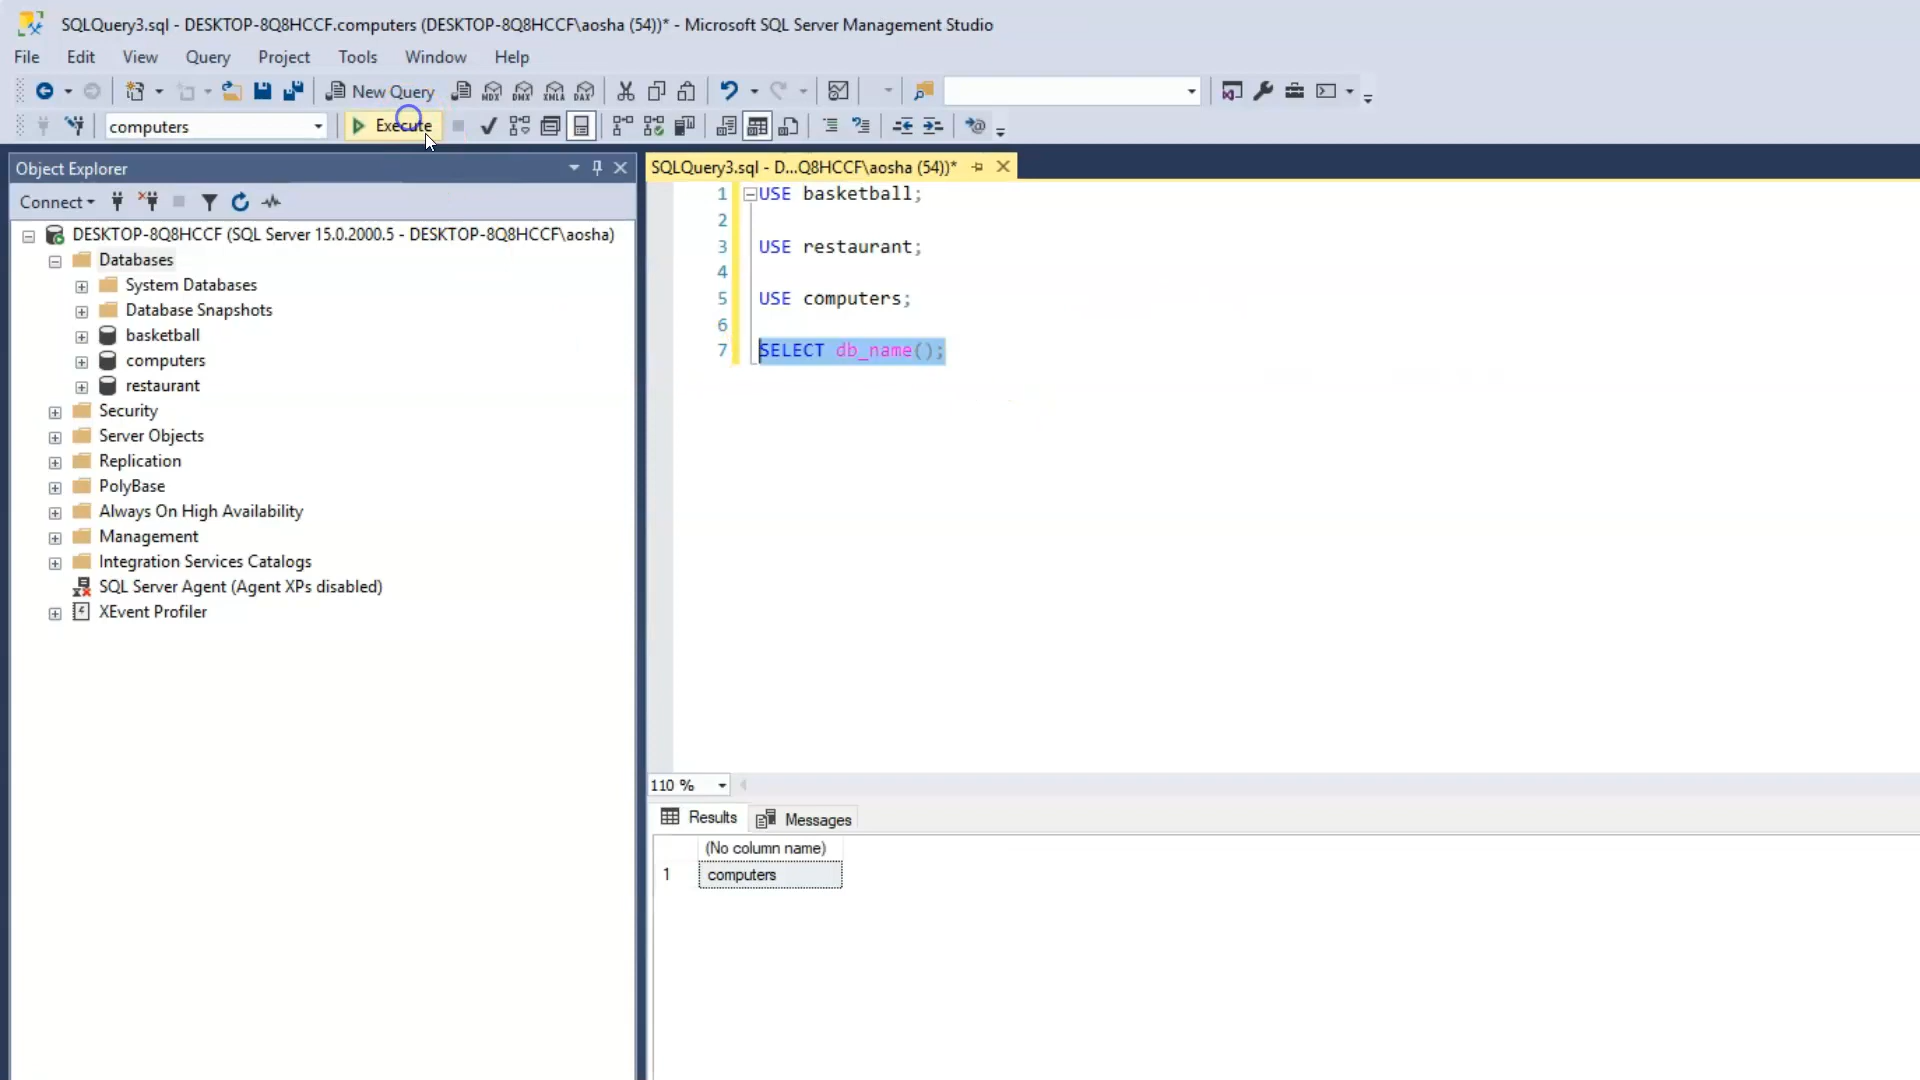 SQLQuery3.sql - DESKTOP-8Q8HCCF.computers (DESKTOP-8Q8HCCF\aosha (54))* - Microsoft SQL Server Management Studio
File Edit View Query Project Tools Window Help
New Query MDX DMX XMLA DAX
computers Execute
Object Explorer
Connect
DESKTOP-8Q8HCCF (SQL Server 15.0.2000.5 - DESKTOP-8Q8HCCF\aosha)
Databases
System Databases
Database Snapshots
basketball
computers
restaurant
Security
Server Objects
Replication
PolyBase
Always On High Availability
Management
Integration Services Catalogs
SQL Server Agent (Agent XPs disabled)
XEvent Profiler
SQLQuery3.sql - D...Q8HCCF\aosha (54))*
1 USE basketball;
2
3 USE restaurant;
4
5 USE computers;
6
7 SELECT db_name();
110 %
Results Messages
(No column name)
1 computers